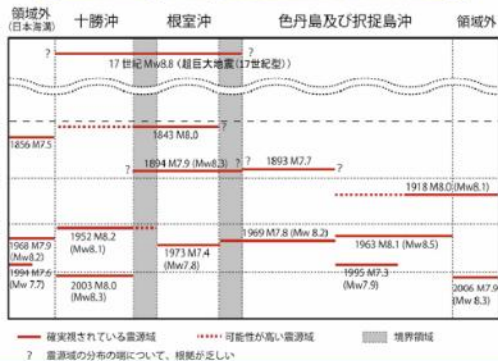 領域外
(日本海溝)
十勝沖
根室沖
色丹島及び択捉島沖
領域外
?
?
17世紀 Mw8.8 (超巨大地震(17世紀型))
1843 M8.0
?
1856 M7.5
?
1894 M7.9 (Mw8.3)
?
?
1893 M7.7
?
1918 M8.0 (Mw8.1)
1952 M8.2
(Mw8.1)
1969 M7.8 (Mw 8.2)
1963 M8.1 (Mw8.5)
1968 M7.9
(Mw8.2)
1973 M7.4
(Mw7.8)
1994 M7.6
(Mw 7.7)
2003 M8.0
(Mw8.3)
1995 M7.3
(Mw7.9)
2006 M7.9
(Mw 8.3)
確実視されている震源域
可能性が高い震源域
境界領域
? 震源域の分布の端について、根拠が乏しい